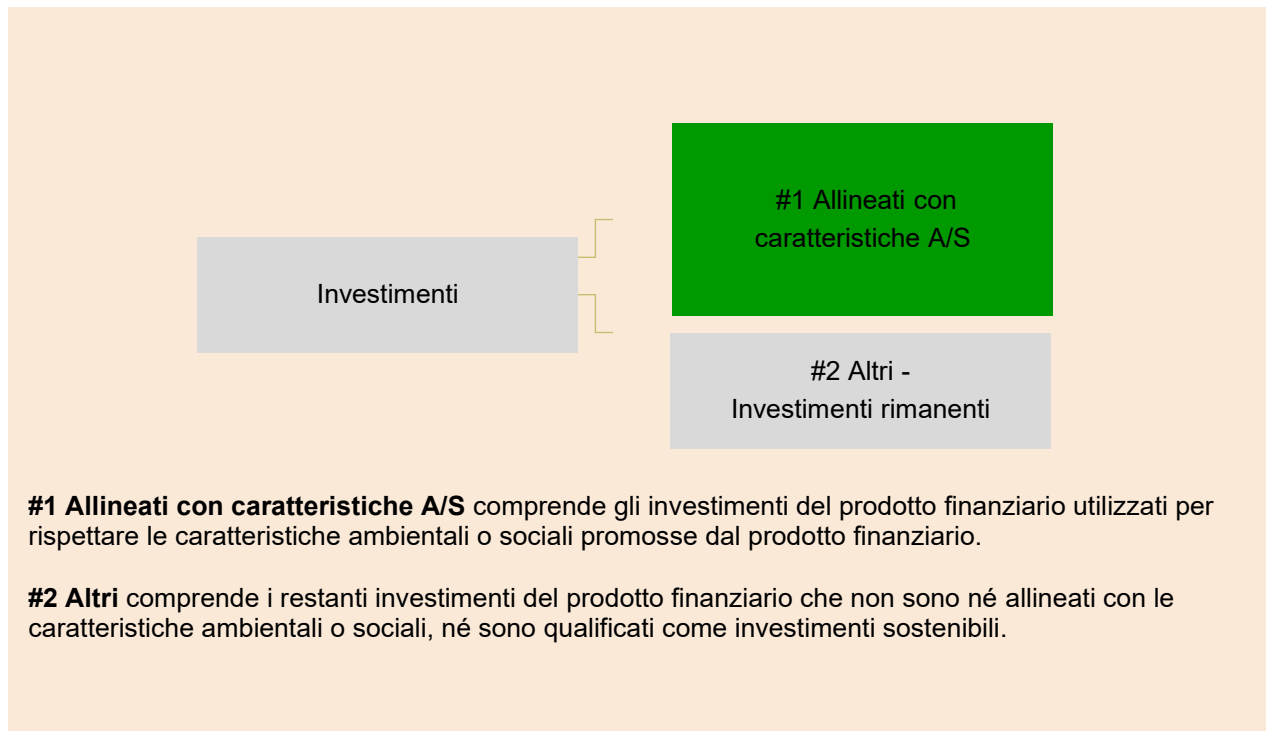 #1 Allineati con
caratteristiche A/S
Investimenti
#2 Altri -
Investimenti rimanenti
#1 Allineati con caratteristiche A/S comprende gli investimenti del prodotto finanziario utilizzati per
rispettare le caratteristiche ambientali o sociali promosse dal prodotto finanziario.
#2 Altri comprende i restanti investimenti del prodotto finanziario che non sono né allineati con le
caratteristiche ambientali o sociali, né sono qualificati come investimenti sostenibili.